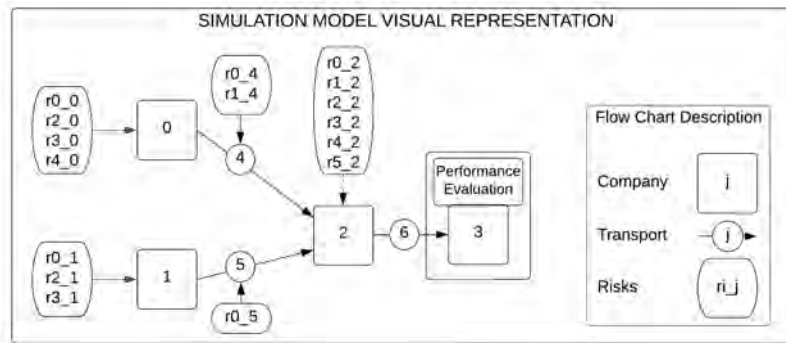 SIMULATION MODEL VISUAL REPRESENTATION
r0_0
r2_0
r3_0
r4_0
0
r0_4
r1_4
4
r0_2
r1_2
r2_2
r3_2
r4_2
r5_2
2
6
Performance
Evaluation
3
r0_1
r2_1
r3_1
1
5
r0_5
Flow Chart Description
Company
j
Transport
j
Risks
ri_j